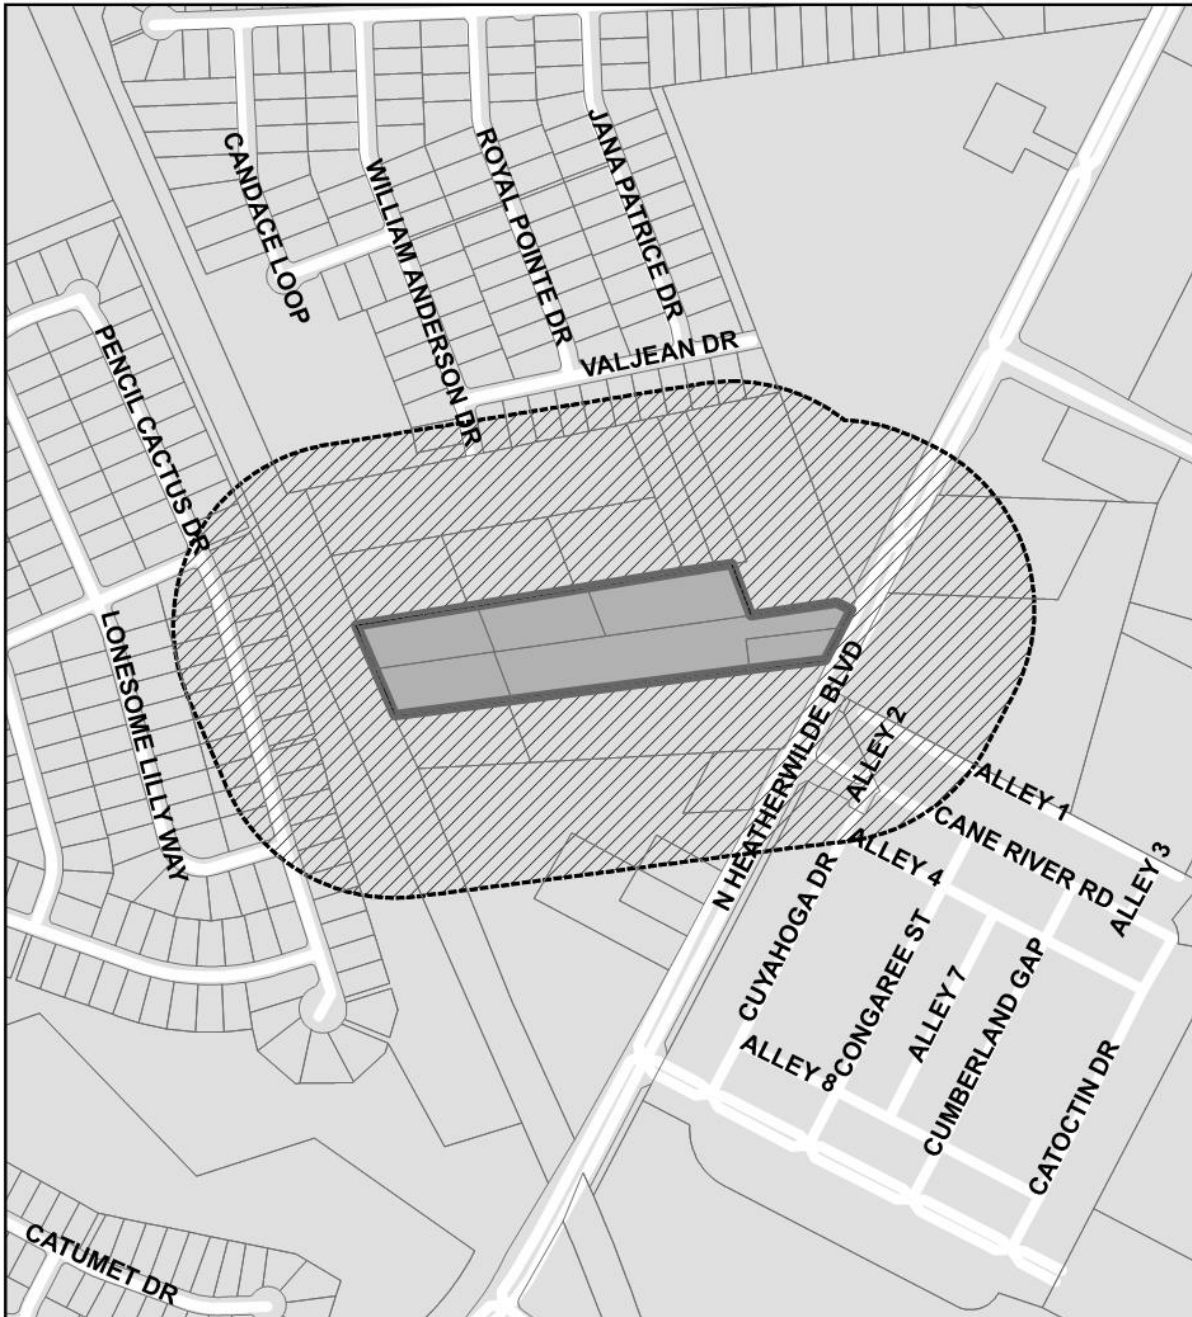 CANDACE LOOP
WILLIAM ANDERSON DR
ROYAL POINTE DR
JANA PATRICE DR
VALJEAN DR
PENCIL CACTUS DR
LONESOME LILLY WAY
N HEATHERWILDE BLVD
ALLEY 2
ALLEY 1
CANE RIVER RD
ALLEY 3
ALLEY 4
CUYAHOGA DR
CONGAREE ST
ALLEY 7
CUMBERLAND GAP
ALLEY 8
CATOCTIN DR
CATUMET DR